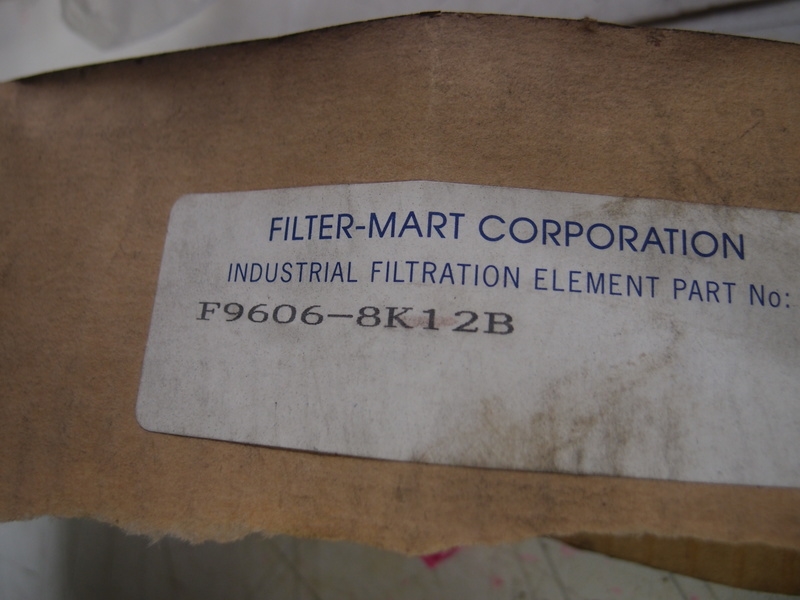 FILTER-MART CORPORATION
INDUSTRIAL FILTRATION ELEMENT PART No:
F9606-8K12B